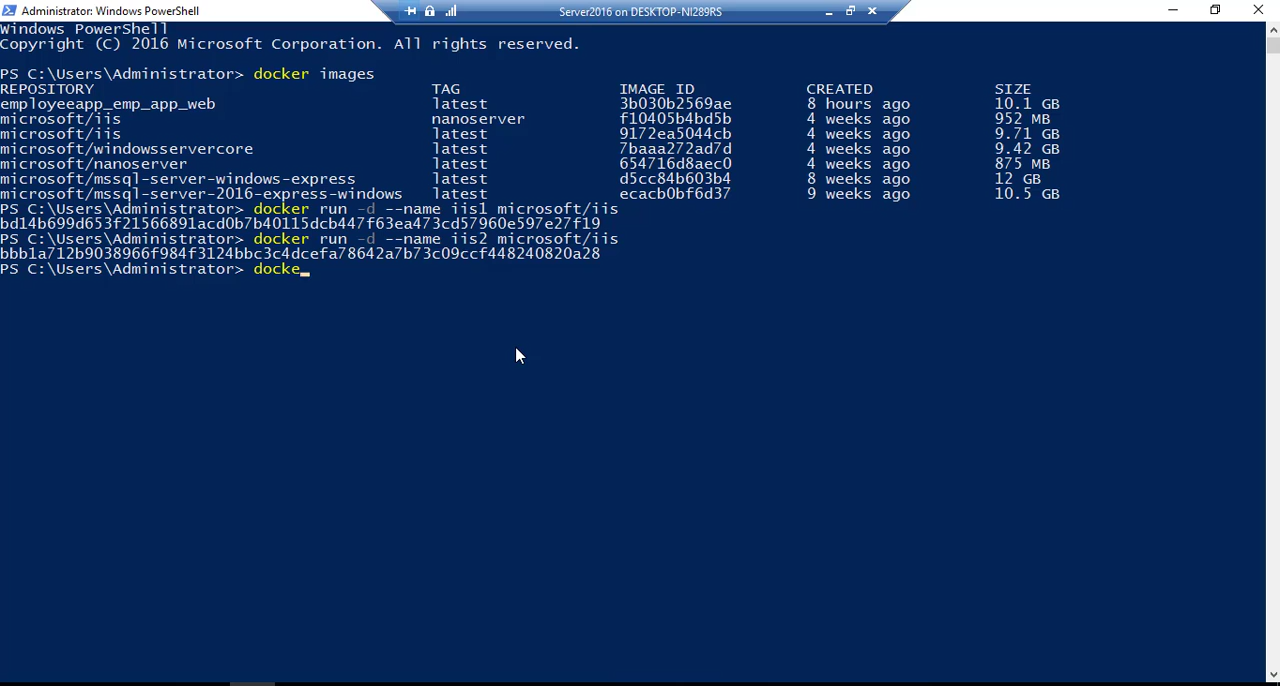 Administrator: Windows PowerShell
Server2016 on DESKTOP-NI289RS
Windows PowerShell
Copyright (C) 2016 Microsoft Corporation. All rights reserved.
PS C:\Users\Administrator> docker images
REPOSITORY TAG IMAGE ID CREATED SIZE
employeeapp_emp_app_web latest 3b030b2569ae 8 hours ago 10.1 GB
microsoft/iis nanoserver f10405b4bd5b 4 weeks ago 952 MB
microsoft/iis latest 9172ea5044cb 4 weeks ago 9.71 GB
microsoft/windowsservercore latest 7baaa272ad7d 4 weeks ago 9.42 GB
microsoft/nanoserver latest 654716d8aec0 4 weeks ago 875 MB
microsoft/mssql-server-windows-express latest d5cc84b603b4 8 weeks ago 12 GB
microsoft/mssql-server-2016-express-windows latest ecacb0bf6d37 9 weeks ago 10.5 GB
PS C:\Users\Administrator> docker run -d --name iis1 microsoft/iis
bd14b699d653f21566891acd0b7b40115dcb447f63ea473cd57960e597e27f19
PS C:\Users\Administrator> docker run -d --name iis2 microsoft/iis
bbb1a712b9038966f984f3124bbc3c4dcefa78642a7b73c09ccf448240820a28
PS C:\Users\Administrator> docke_